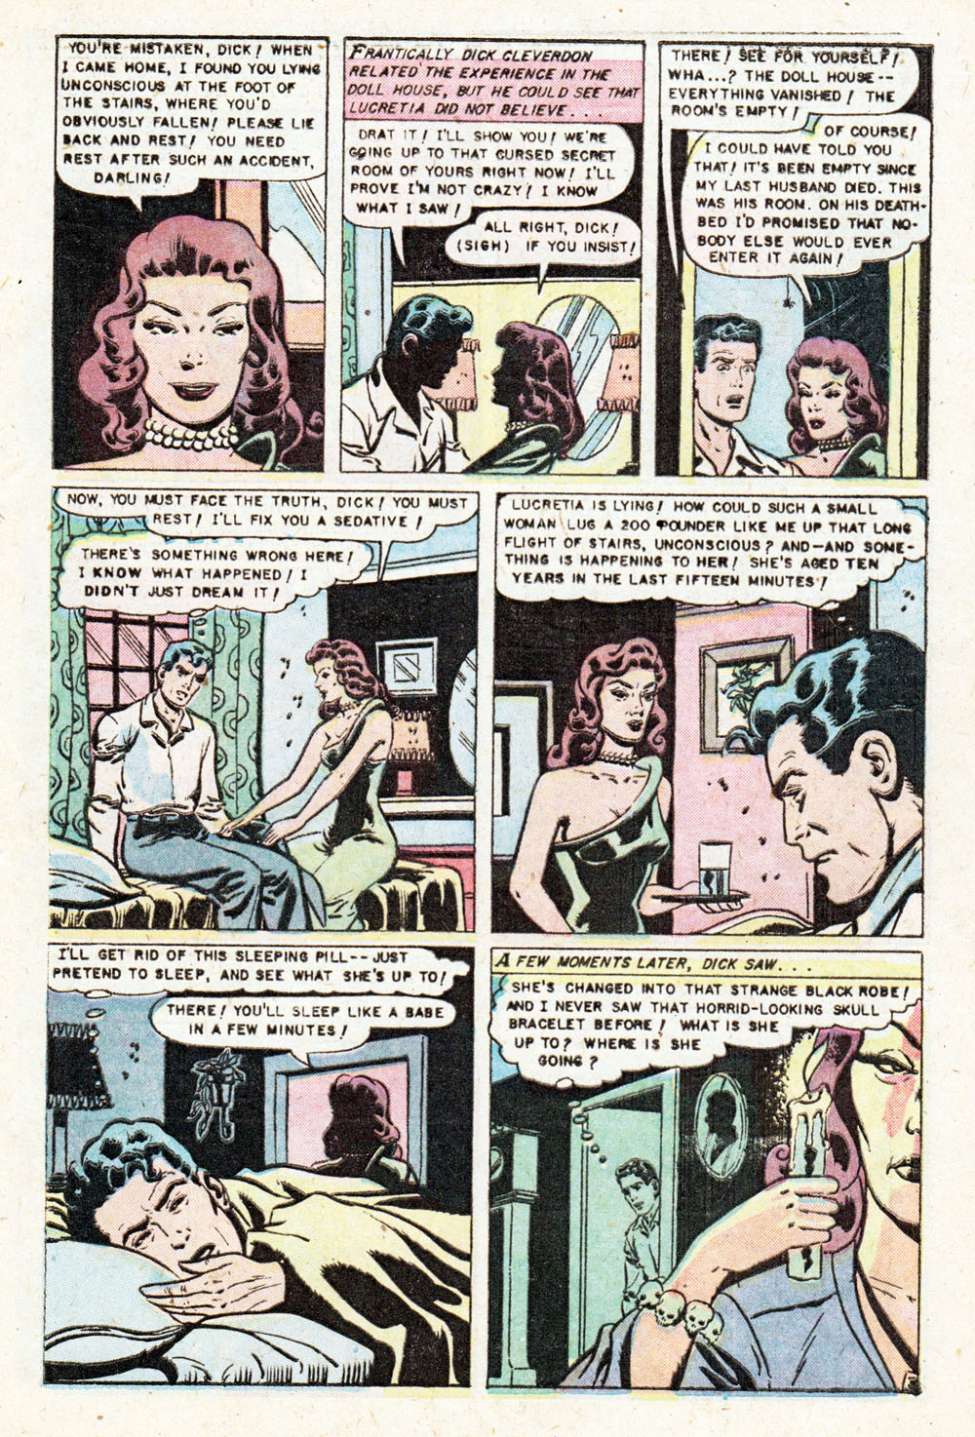 YOU'RE MISTAKEN, DICK! WHEN
I CAME HOME, I FOUND YOU LYING
UNCONSCIOUS AT THE FOOT OF
THE STAIRS, WHERE YOU'D
OBVIOUSLY FALLEN! PLEASE LIE
BACK AND REST! YOU NEED
REST AFTER SUCH AN ACCIDENT,
DARLING!
FRANTICALLY DICK CLEVERDON
RELATED THE EXPERIENCE IN THE
DOLL HOUSE, BUT HE COULD SEE THAT
LUCRETIA DID NOT BELIEVE. . . .
DRAT IT! I'LL SHOW YOU! WE'RE
GOING UP TO THAT CURSED SECRET
ROOM OF YOURS RIGHT NOW! I'LL
PROVE I'M NOT CRAZY! I KNOW
WHAT I SAW!
ALL RIGHT, DICK!
(SIGH) IF YOU INSIST!
THERE! SEE FOR YOURSELF!
WHA...? THE DOLL HOUSE--
EVERYTHING VANISHED! THE
ROOM'S EMPTY!
OF COURSE!
I COULD HAVE TOLD YOU
THAT! IT'S BEEN EMPTY SINCE
MY LAST HUSBAND DIED. THIS
WAS HIS ROOM. ON HIS DEATH-
BED I'D PROMISED THAT NO-
BODY ELSE WOULD EVER
ENTER IT AGAIN!
NOW, YOU MUST FACE THE TRUTH, DICK! YOU MUST
REST! I'LL FIX YOU A SEDATIVE!
THERE'S SOMETHING WRONG HERE!
I KNOW WHAT HAPPENED! I
DIDN'T JUST DREAM IT!
LUCRETIA IS LYING! HOW COULD SUCH A SMALL
WOMAN LUG A 200 POUNDER LIKE ME UP THAT LONG
FLIGHT OF STAIRS, UNCONSCIOUS? AND—AND SOME-
THING IS HAPPENING TO HER! SHE'S AGED TEN
YEARS IN THE LAST FIFTEEN MINUTES!
I'LL GET RID OF THIS SLEEPING PILL--JUST
PRETEND TO SLEEP, AND SEE WHAT SHE'S UP TO!
THERE! YOU'LL SLEEP LIKE A BABE
IN A FEW MINUTES!
A FEW MOMENTS LATER, DICK SAW. . .
SHE'S CHANGED INTO THAT STRANGE BLACK ROBE!
AND I NEVER SAW THAT HORRID-LOOKING SKULL
BRACELET BEFORE! WHAT IS SHE
UP TO? WHERE IS SHE
GOING?